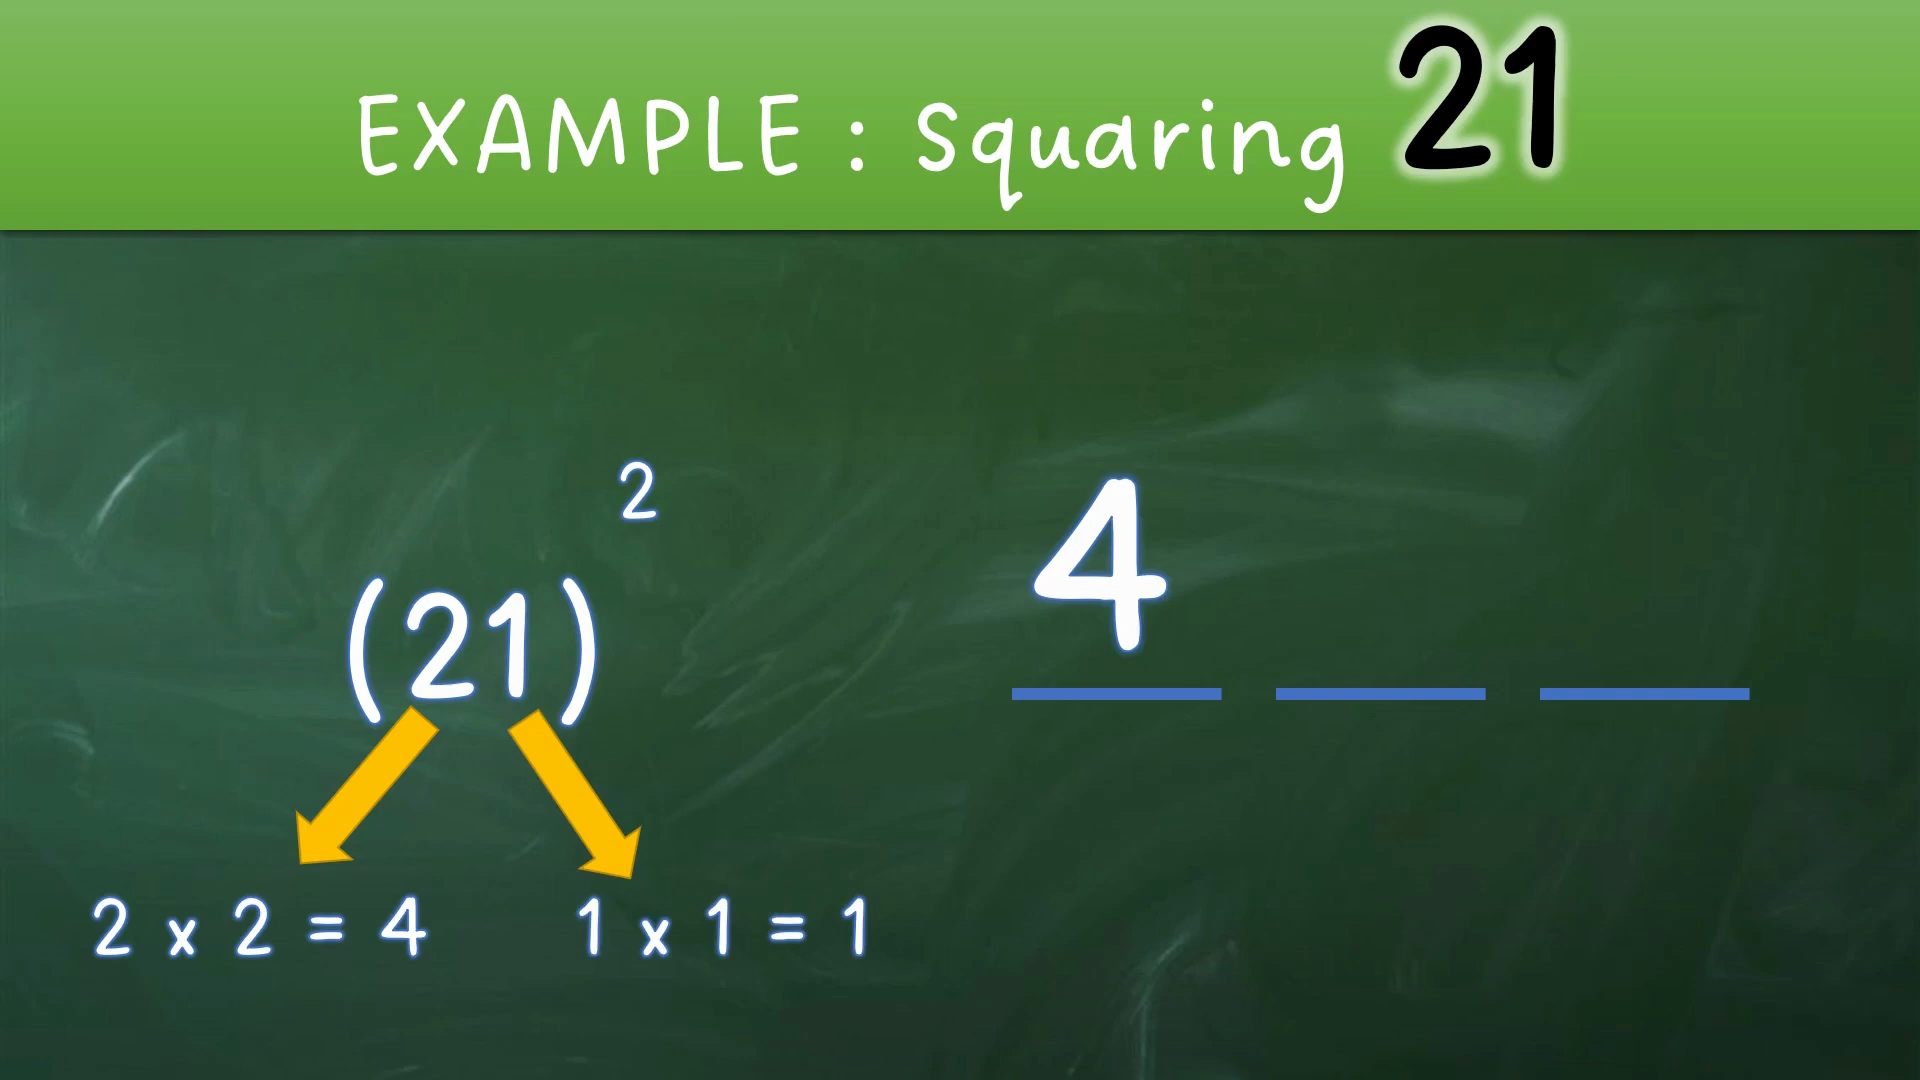 EXAMPLE : Squaring 21
(21)²
4
2 x 2 = 4
1 x 1 = 1